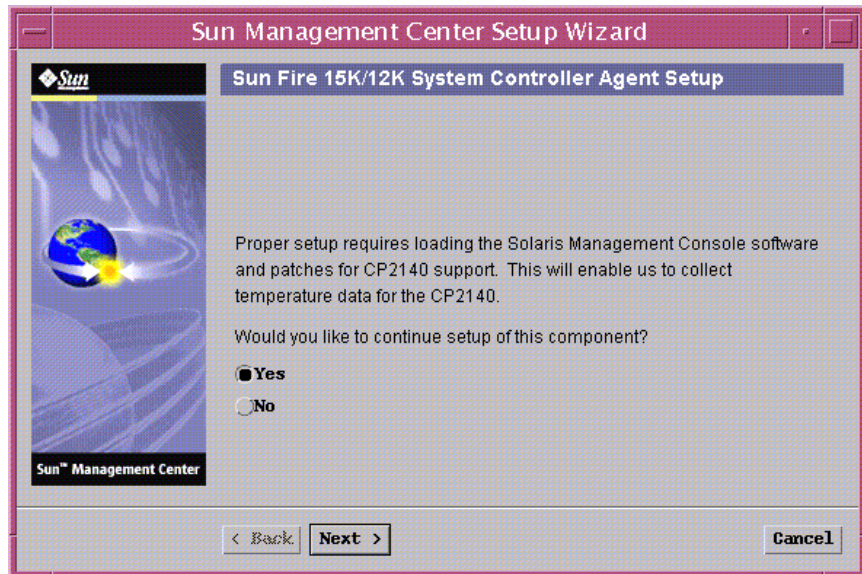 Sun Management Center Setup Wizard
Sun
Sun Fire 15K/12K System Controller Agent Setup
Proper setup requires loading the Solaris Management Console software
and patches for CP2140 support. This will enable us to collect
temperature data for the CP2140.
Would you like to continue setup of this component?
Yes
No
Sun™ Management Center
< Back
Next >
Cancel